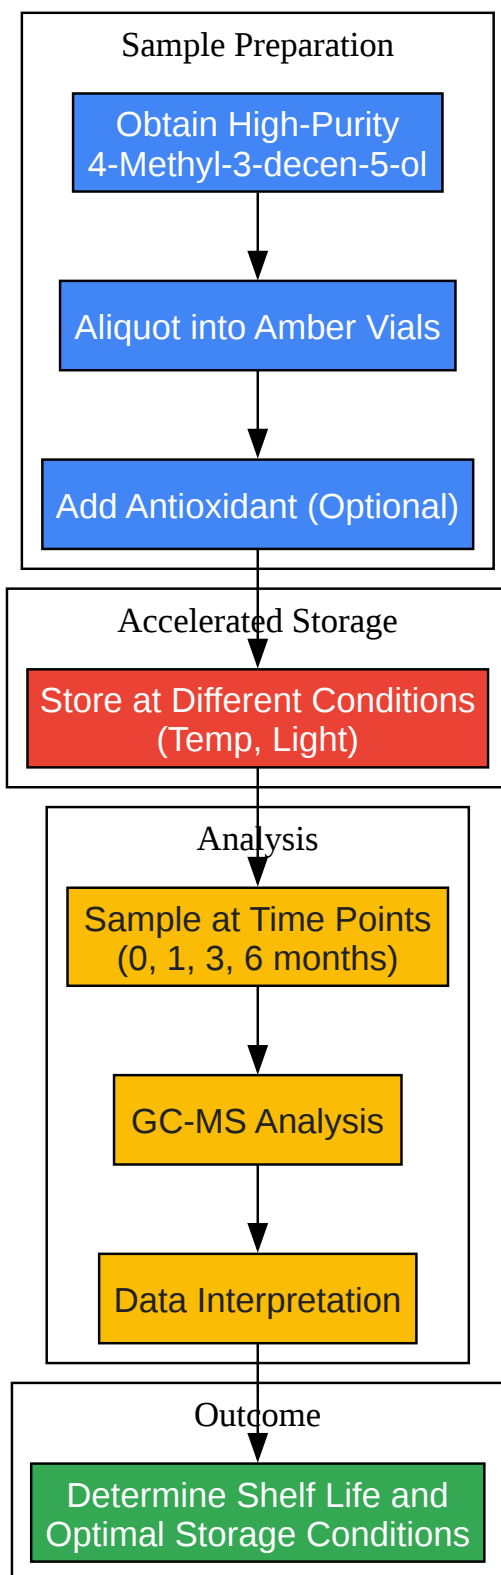 Sample Preparation
Obtain High-Purity
4-Methyl-3-decen-5-ol
Aliquot into Amber Vials
Add Antioxidant (Optional)
Accelerated Storage
Store at Different Conditions
(Temp, Light)
Analysis
Sample at Time Points
(0, 1, 3, 6 months)
GC-MS Analysis
Data Interpretation
Outcome
Determine Shelf Life and
Optimal Storage Conditions